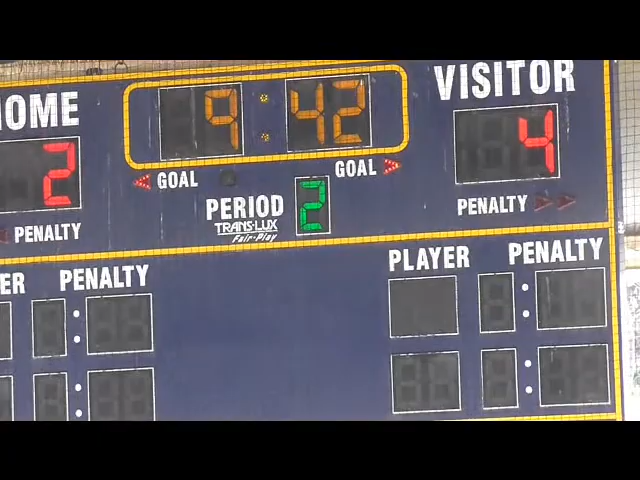 HOME 9:42 VISITOR
2 4
GOAL GOAL
PENALTY PERIOD 2 PENALTY
TRANS-LUX
Fair-Play
PENALTY PLAYER PENALTY